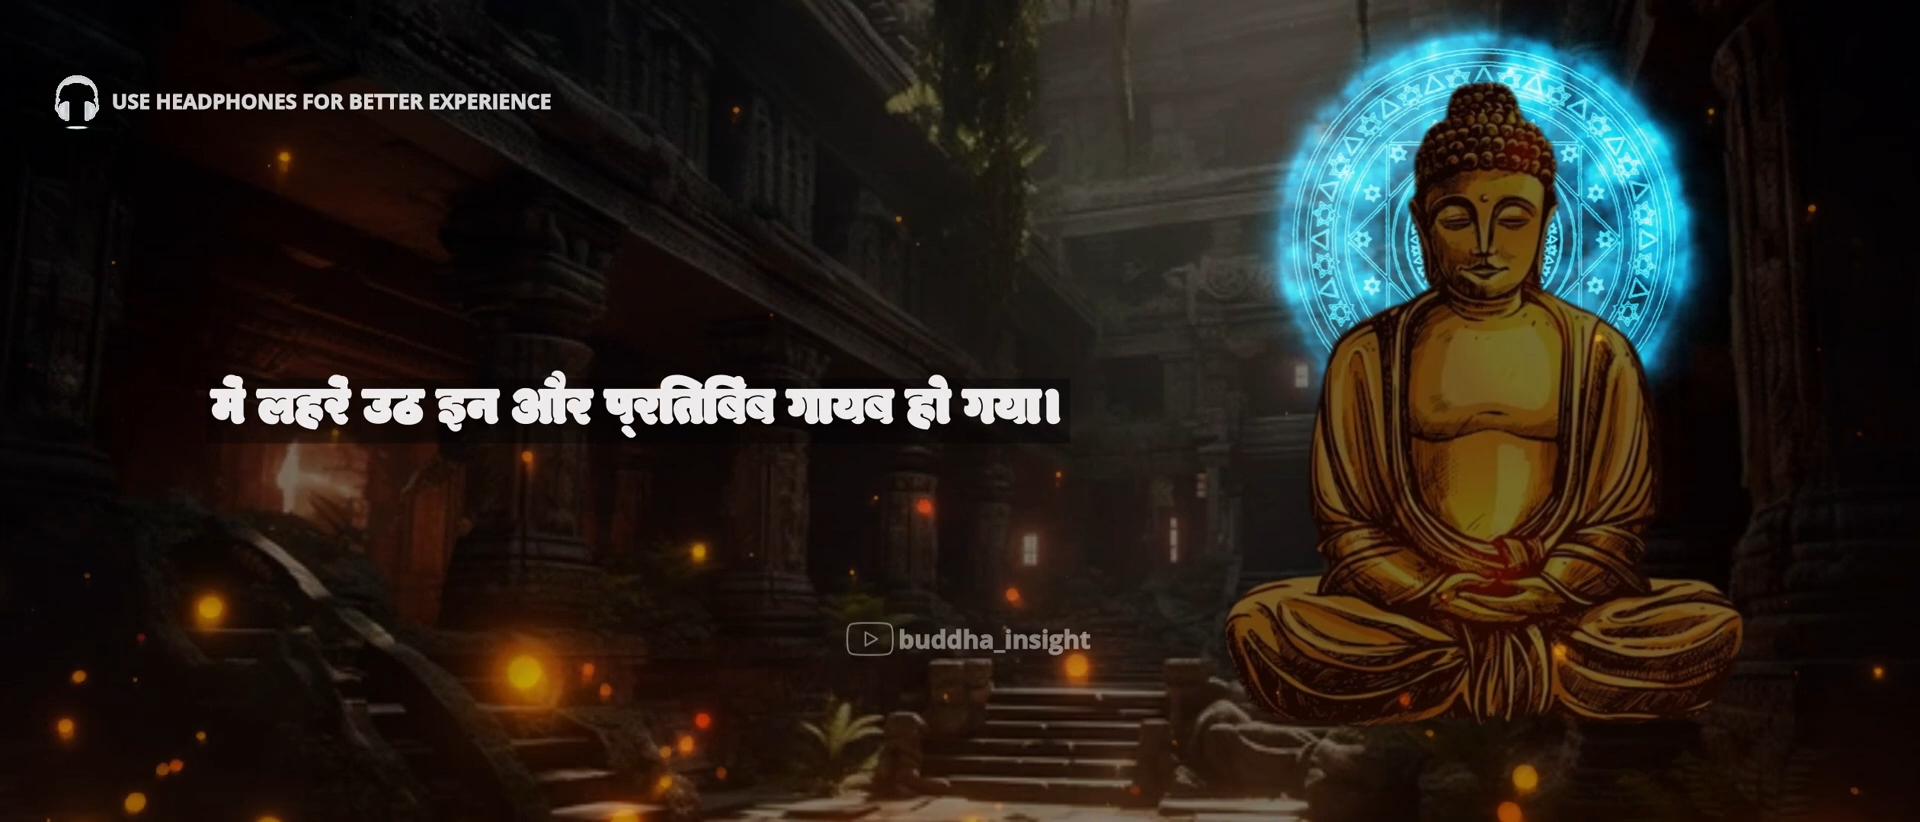 USE HEADPHONES FOR BETTER EXPERIENCE
में लहरें उठ इन और प्रतिबिंब गायब हो गया।
buddha_insight